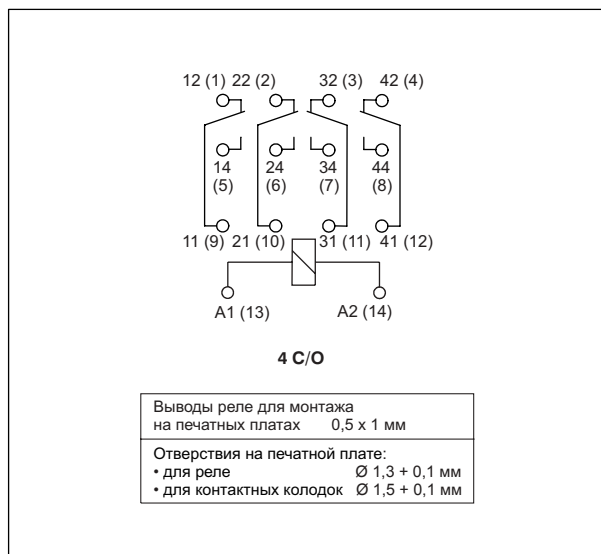 12 (1) 22 (2) 32 (3) 42 (4)
14 24 34 44
(5) (6) (7) (8)
11 (9) 21 (10) 31 (11) 41 (12)
A1 (13) A2 (14)
4 C/O
Выводы реле для монтажа
на печатных платах 0,5 x 1 мм
Отверстия на печатной плате:
• для реле Ø 1,3 + 0,1 мм
• для контактных колодок Ø 1,5 + 0,1 мм